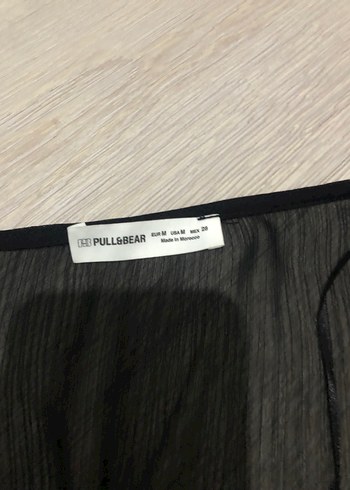 PULL&BEAR EUR M USA M MEX 28
Made in Morocco